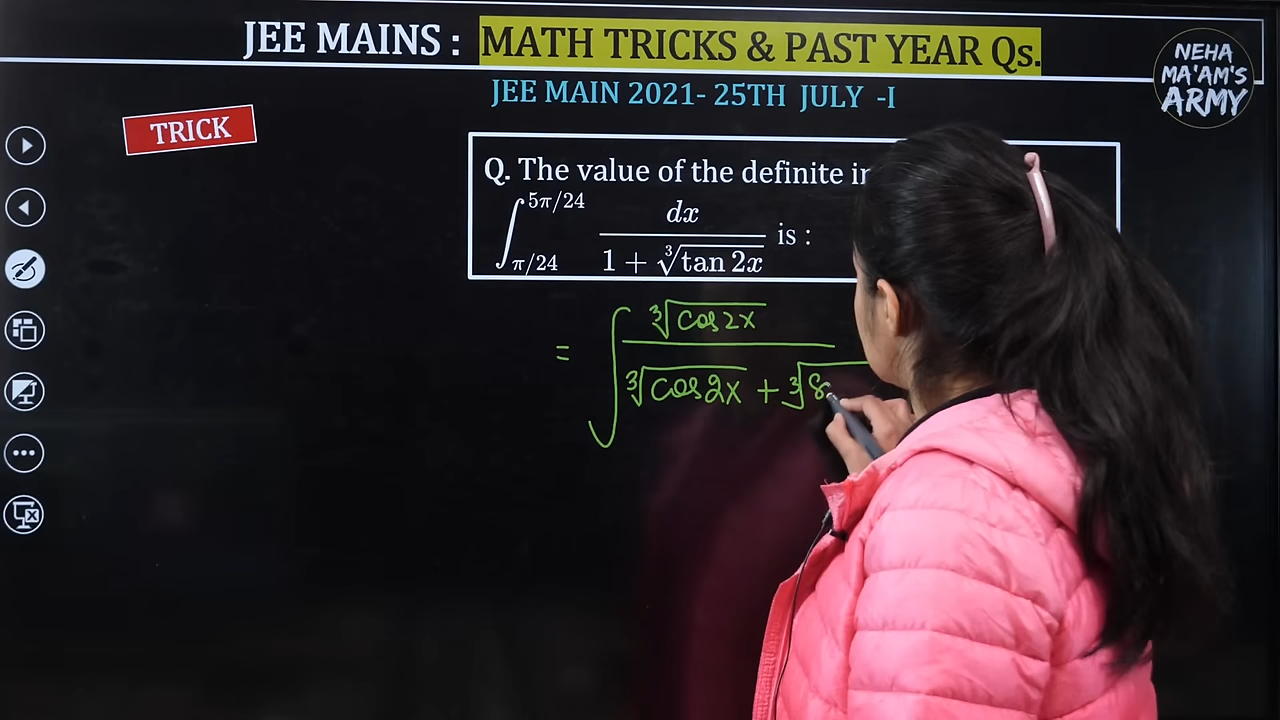 JEE MAINS : MATH TRICKS & PAST YEAR Qs.
NEHA
MA'AM'S
ARMY
JEE MAIN 2021- 25TH JULY -I
TRICK
Q. The value of the definite
∫_{π/24}^{5π/24} dx / (1 + ∛(tan 2x)) is :
= ∫ ∛(cos2x) / (∛(cos2x) + ∛